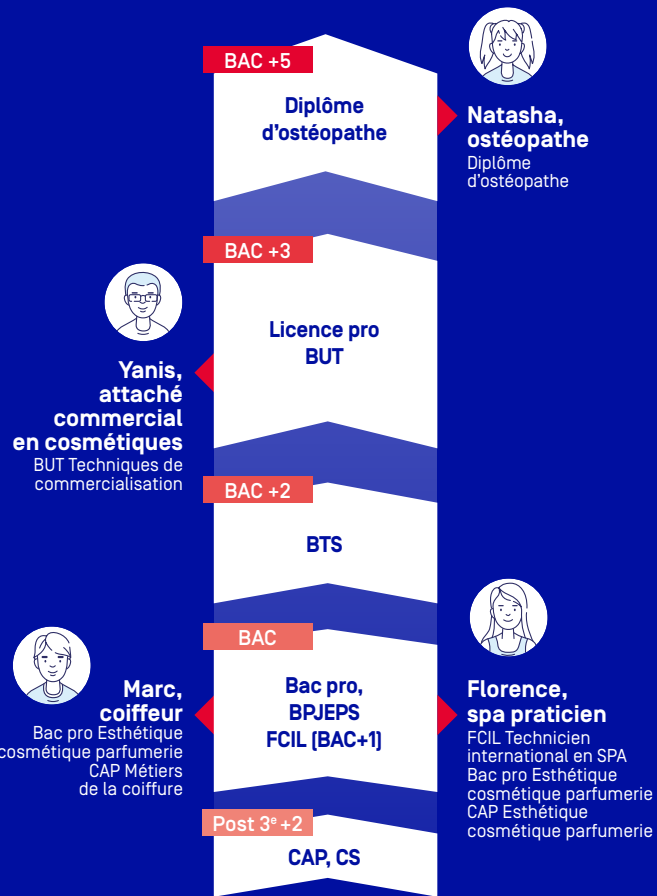 BAC +5
Diplôme
d'ostéopathe
Natasha,
ostéopathe
Diplôme
d'ostéopathe
BAC +3
Licence pro
BUT
Yanis,
attaché
commercial
en cosmétiques
BUT Techniques de
commercialisation
BAC +2
BTS
BAC
Bac pro,
BPJEPS
FCIL (BAC+1)
Marc,
coiffeur
Bac pro Esthétique
cosmétique parfumerie
CAP Métiers
de la coiffure
Florence,
spa praticien
FCIL Technicien
international en SPA
Bac pro Esthétique
cosmétique parfumerie
CAP Esthétique
cosmétique parfumerie
Post 3e +2
CAP, CS